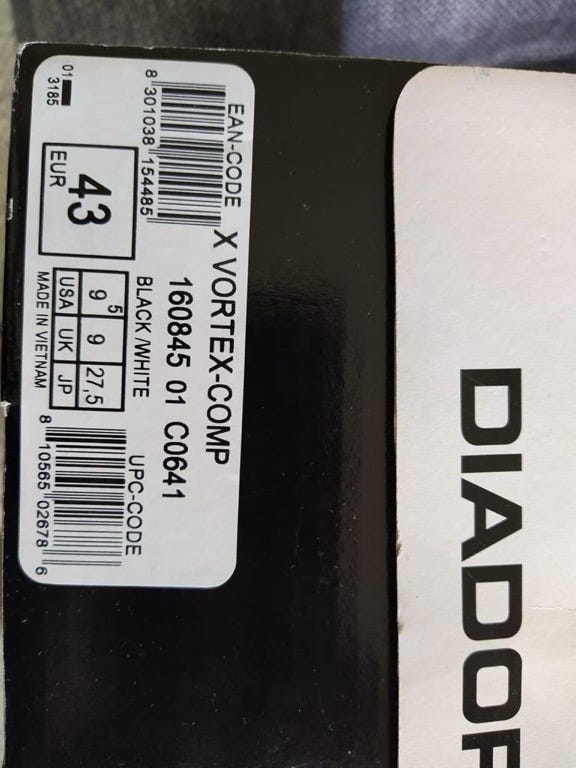 DIADOR
EAN-CODE
8 301038 154485
01
3185
X VORTEX-COMP
160845 01 C0641
BLACK/WHITE
43
EUR
9 5 9 27,5
USA UK JP
MADE IN VIETNAM
UPC-CODE
8 10565 02678 6